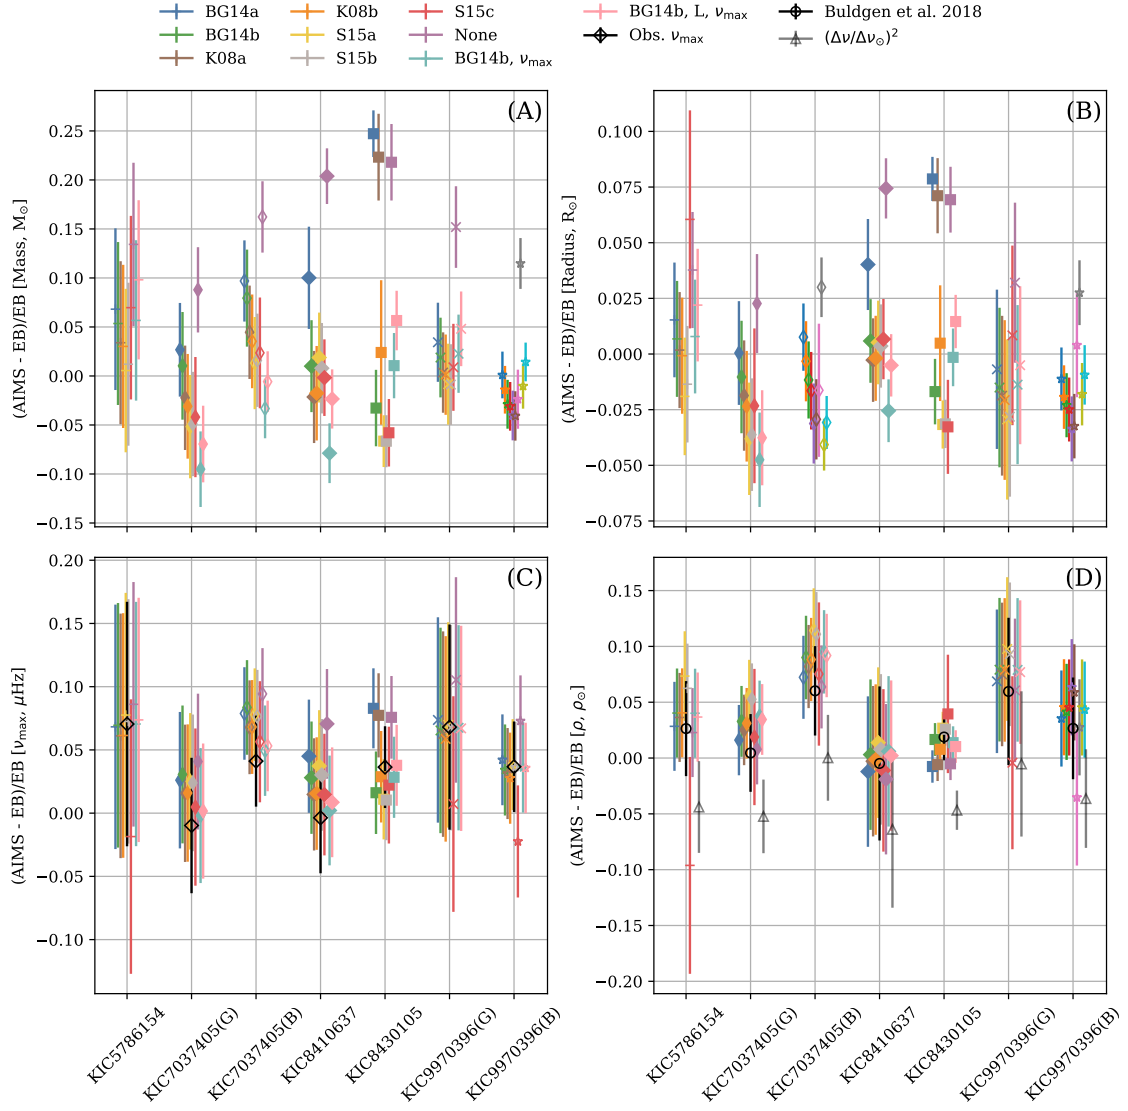 BG14a K08b S15c BG14b, L, ν_max Buldgen et al. 2018
BG14b S15a None Obs. ν_max (Δν/Δν⊙)²
K08a S15b BG14b, ν_max
(A)
(AIMS - EB)/EB [Mass, M⊙]
0.25
0.20
0.15
0.10
0.05
0.00
−0.05
−0.10
−0.15
(B)
(AIMS - EB)/EB [Radius, R⊙]
0.100
0.075
0.050
0.025
0.000
−0.025
−0.050
−0.075
(C)
(AIMS - EB)/EB [ν_max, μHz]
0.20
0.15
0.10
0.05
0.00
−0.05
−0.10
(D)
(AIMS - EB)/EB [ρ, ρ⊙]
0.15
0.10
0.05
0.00
−0.05
−0.10
−0.15
−0.20
KIC5786154
KIC7037405(G)
KIC7037405(B)
KIC8410637
KIC8430105
KIC9970396(G)
KIC9970396(B)
KIC5786154
KIC7037405(G)
KIC7037405(B)
KIC8410637
KIC8430105
KIC9970396(G)
KIC9970396(B)